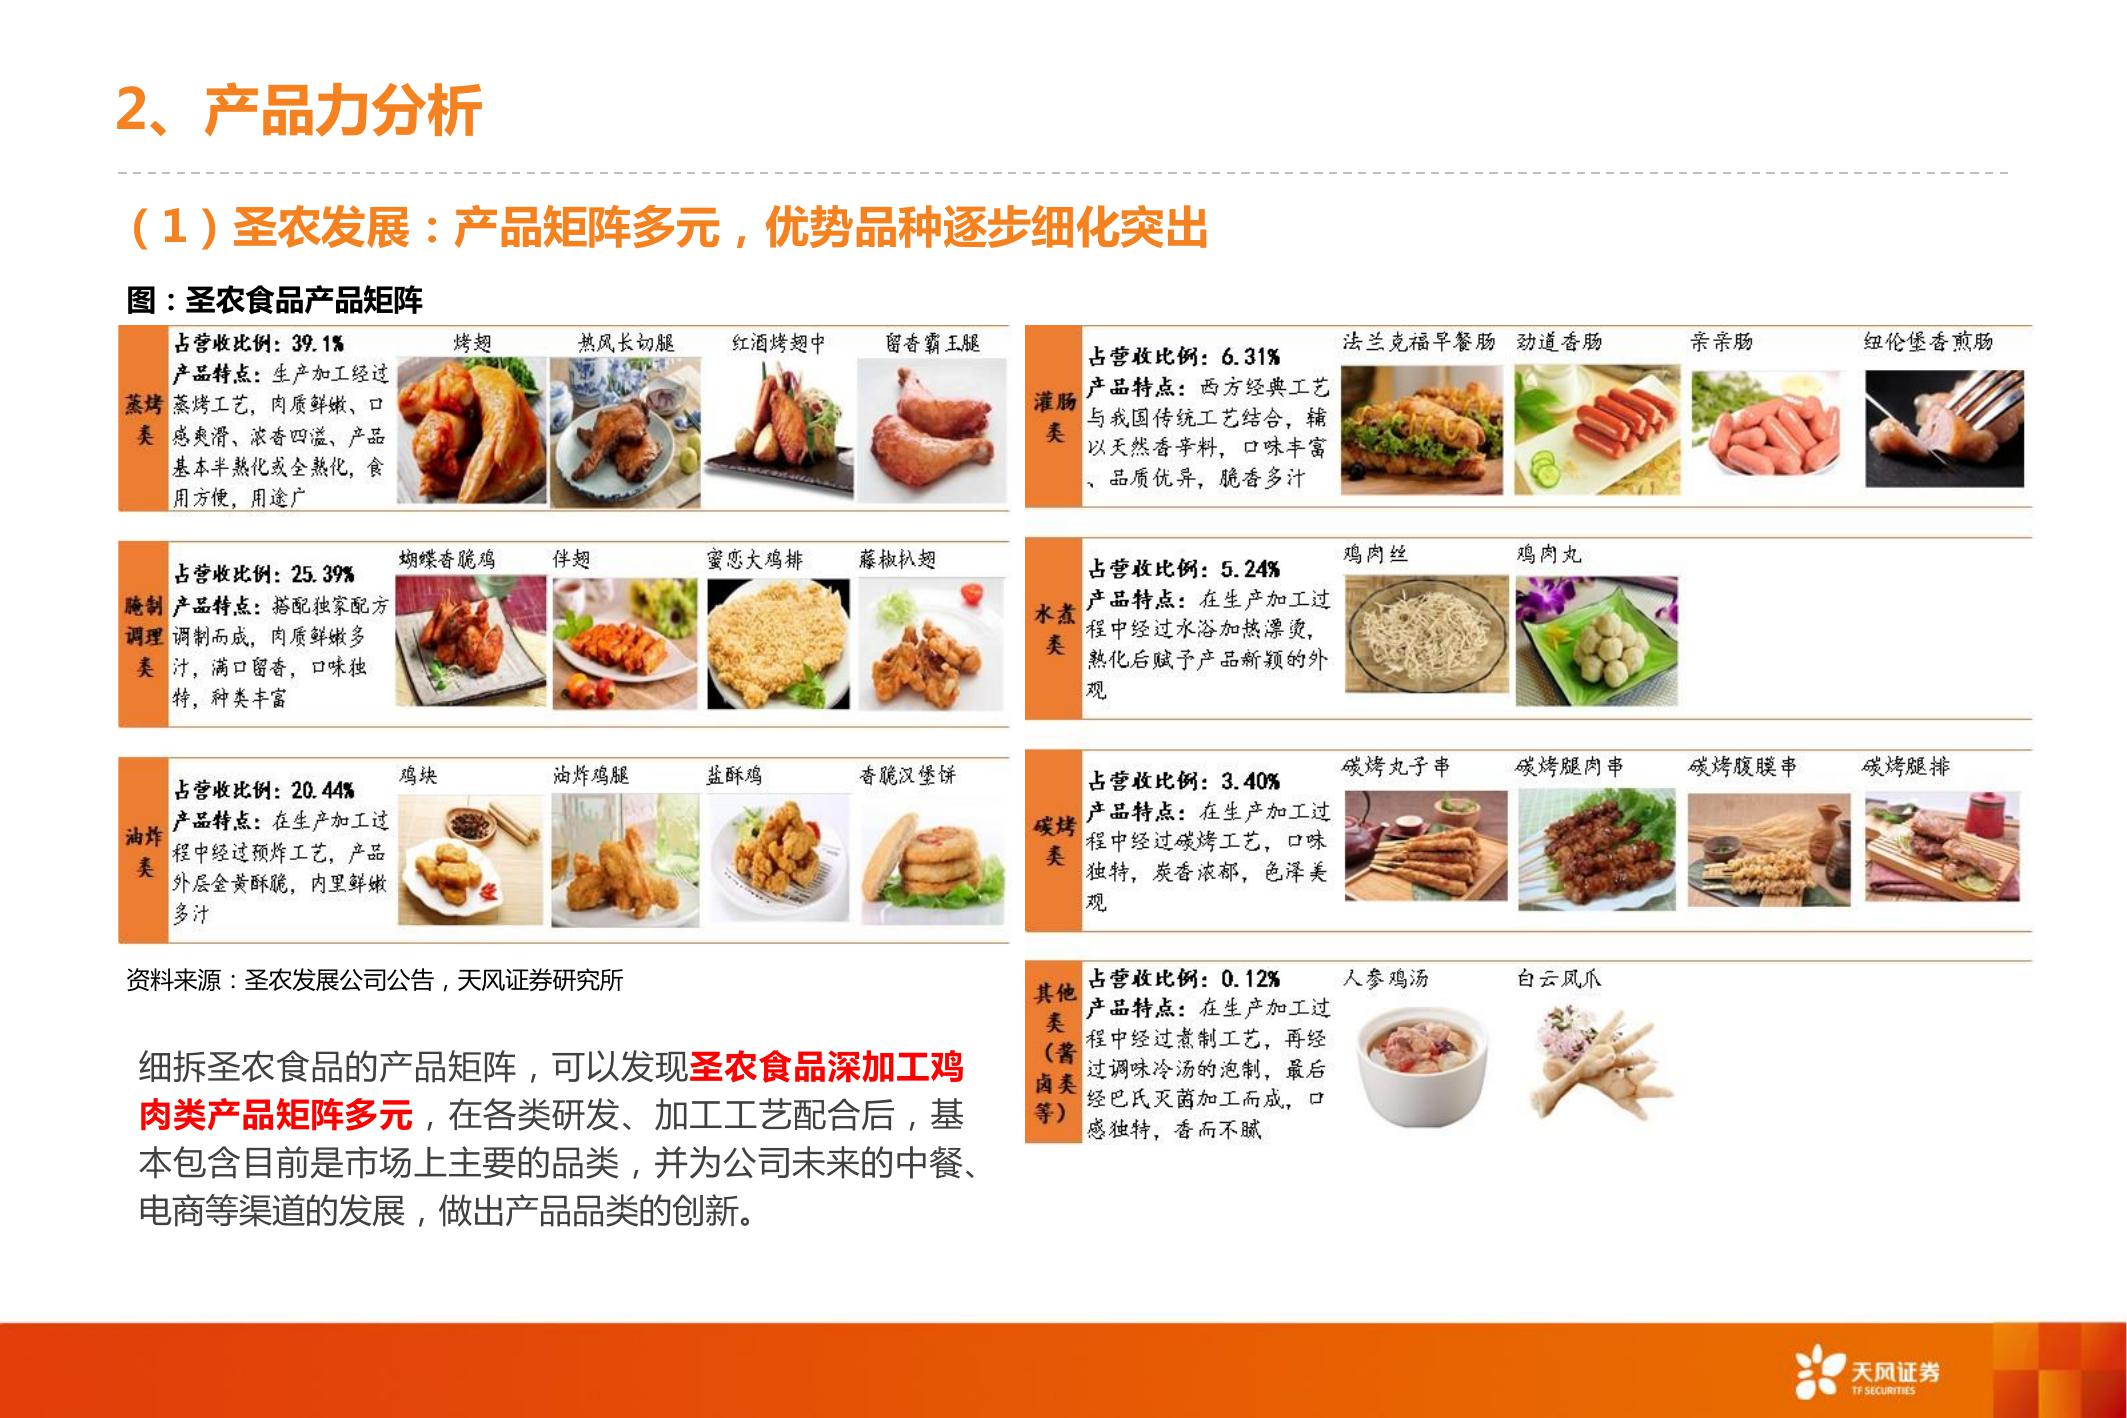 2、产品力分析
（1）圣农发展：产品矩阵多元，优势品种逐步细化突出
图：圣农食品产品矩阵
蒸烤
类
占营收比例：39.1%
产品特点：生产加工经过
蒸烤工艺，肉质鲜嫩、口
感爽滑、浓香四溢、产品
基本半熟化或全熟化，食
用方便，用途广
烤翅
热风长切腿
红酒烤翅中
留香霸王腿
腌制
调理
类
占营收比例：25.39%
产品特点：搭配独家配方
调制而成，肉质鲜嫩多
汁，满口留香，口味独
特，种类丰富
蝴蝶香脆鸡
伴翅
蜜恋大鸡排
藤椒扒翅
油炸
类
占营收比例：20.44%
产品特点：在生产加工过
程中经过预炸工艺，产品
外层金黄酥脆，内里鲜嫩
多汁
鸡块
油炸鸡腿
盐酥鸡
香脆汉堡饼
资料来源：圣农发展公司公告，天风证券研究所
细拆圣农食品的产品矩阵，可以发现圣农食品深加工鸡
肉类产品矩阵多元，在各类研发、加工工艺配合后，基
本包含目前是市场上主要的品类，并为公司未来的中餐、
电商等渠道的发展，做出产品品类的创新。
灌肠
类
占营收比例：6.31%
产品特点：西方经典工艺
与我国传统工艺结合，辅
以天然香辛料，口味丰富
、品质优异，脆香多汁
法兰克福早餐肠
劲道香肠
亲亲肠
纽伦堡香煎肠
水煮
类
占营收比例：5.24%
产品特点：在生产加工过
程中经过水浴加热漂烫，
熟化后赋予产品新颖的外
观
鸡肉丝
鸡肉丸
碳烤
类
占营收比例：3.40%
产品特点：在生产加工过
程中经过碳烤工艺，口味
独特，炭香浓郁，色泽美
观
碳烤丸子串
碳烤腿肉串
碳烤腹膜串
碳烤腿排
其他
类
（酱
卤类
等）
占营收比例：0.12%
产品特点：在生产加工过
程中经过煮制工艺，再经
过调味冷汤的泡制，最后
经巴氏灭菌加工而成，口
感独特，香而不腻
人参鸡汤
白云凤爪
天风证券
TF SECURITIES